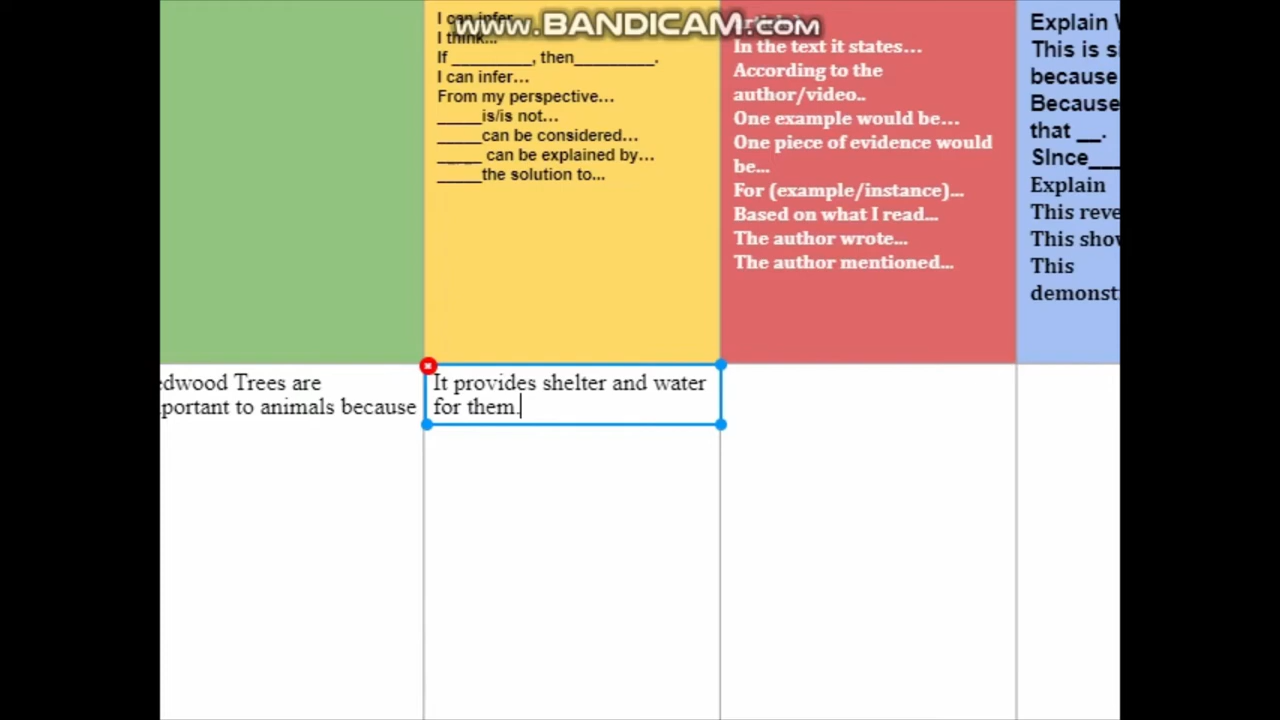 www.BANDICAM.com
I can infer
I think...
If ________, then________.
I can infer...
From my perspective...
_____is/is not...
_____can be considered...
_____ can be explained by...
_____the solution to...
In the text it states…
According to the
author/video..
One example would be…
One piece of evidence would
be…
For (example/instance)…
Based on what I read…
The author wrote…
The author mentioned…
Explain
This is
because
Because
that __.
SInce___
Explain
This
This
This
edwood Trees are
portant to animals because
It provides shelter and water
for them.